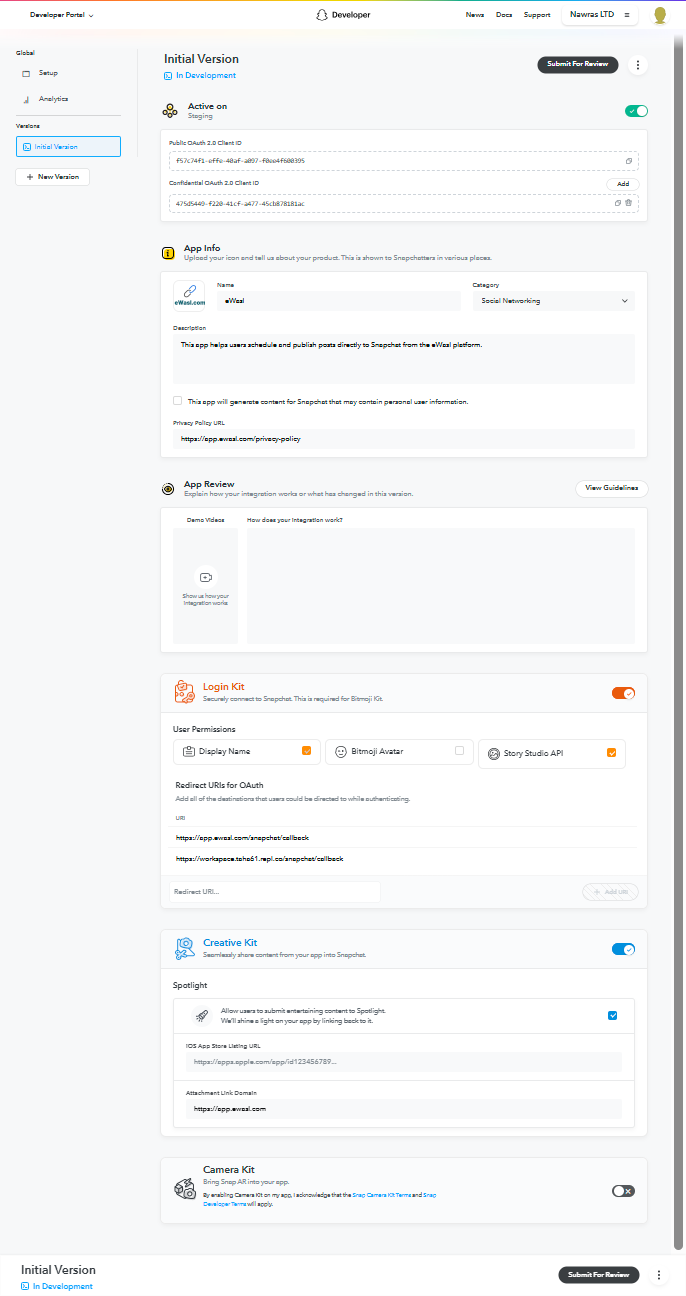 Developer Portal
Developer
News
Docs
Support
Nawras LTD
Global
Setup
Analytics
Versions
Initial Version
+ New Version
Initial Version
In Development
Submit For Review
Active on
Staging
Public OAuth 2.0 Client ID
f57c74f1-effe-40af-a097-f0ee4f600395
Confidential OAuth 2.0 Client ID
Add
475d5449-f220-41cf-a477-45cb878181ac
App Info
Upload your icon and tell us about your product. This is shown to Snapchatters in various places.
eWasl.com
Name
eWasl
Category
Social Networking
Description
This app helps users schedule and publish posts directly to Snapchat from the eWasl platform.
This app will generate content for Snapchat that may contain personal user information.
Privacy Policy URL
https://app.ewasl.com/privacy-policy
App Review
Explain how your integration works or what has changed in this version.
View Guidelines
Demo Videos
How does your integration work?
Show us how your
integration works
Login Kit
Securely connect to Snapchat. This is required for Bitmoji Kit.
User Permissions
Display Name
Bitmoji Avatar
Story Studio API
Redirect URIs for OAuth
Add all of the destinations that users could be directed to while authenticating.
URI
https://app.ewasl.com/snapchat/callback
https://workspace.taha61.repl.co/snapchat/callback
Redirect URI...
+ Add URI
Creative Kit
Seamlessly share content from your app into Snapchat.
Spotlight
Allow users to submit entertaining content to Spotlight.
We'll shine a light on your app by linking back to it.
iOS App Store Listing URL
https://apps.apple.com/app/id123456789...
Attachment Link Domain
https://app.ewasl.com
Camera Kit
Bring Snap AR into your app.
By enabling Camera Kit on my app, I acknowledge that the Snap Camera Kit Terms and Snap
Developer Terms will apply.
Initial Version
In Development
Submit For Review